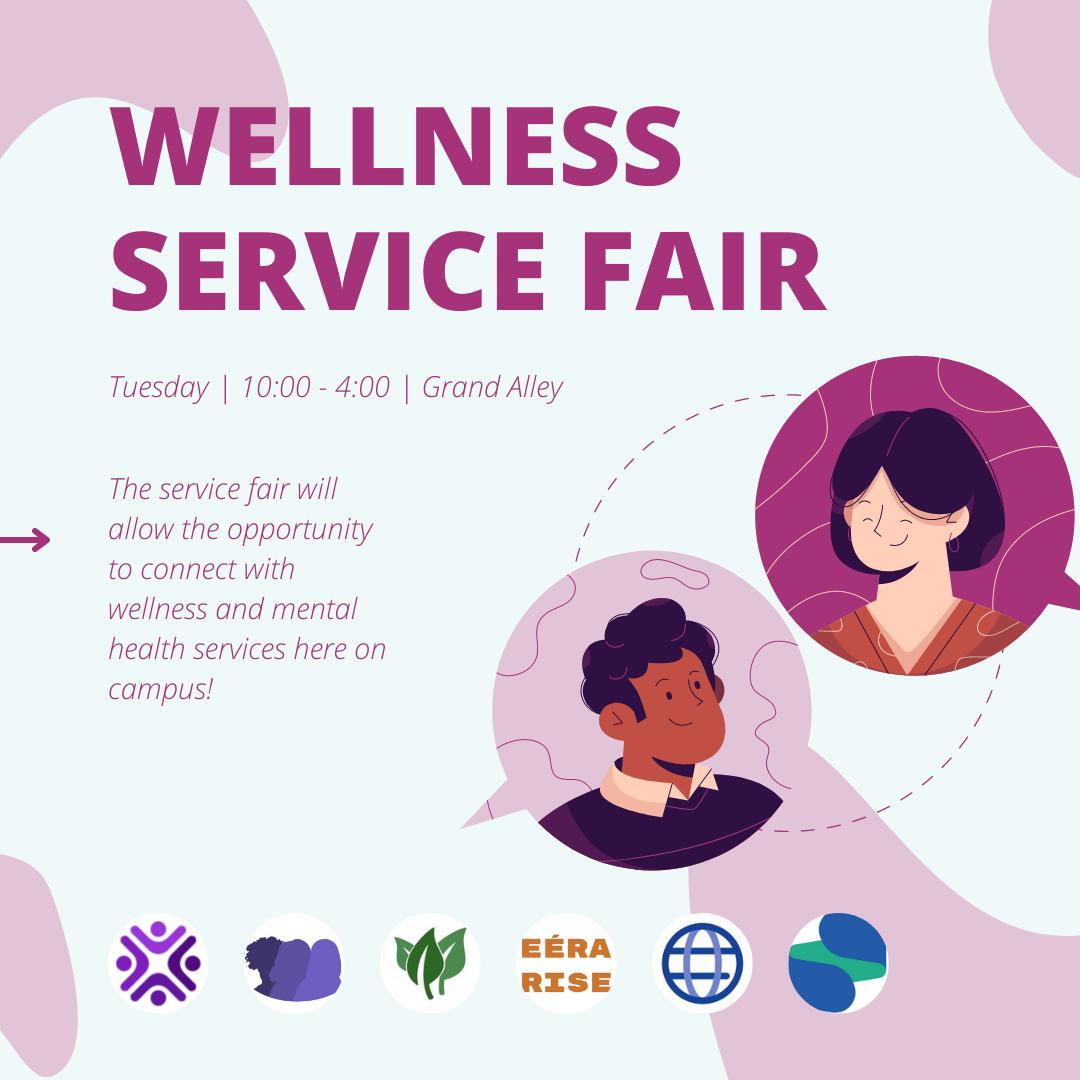 WELLNESS
SERVICE FAIR
Tuesday | 10:00 - 4:00 | Grand Alley
The service fair will
allow the opportunity
to connect with
wellness and mental
health services here on
campus!
EÉRA
RISE